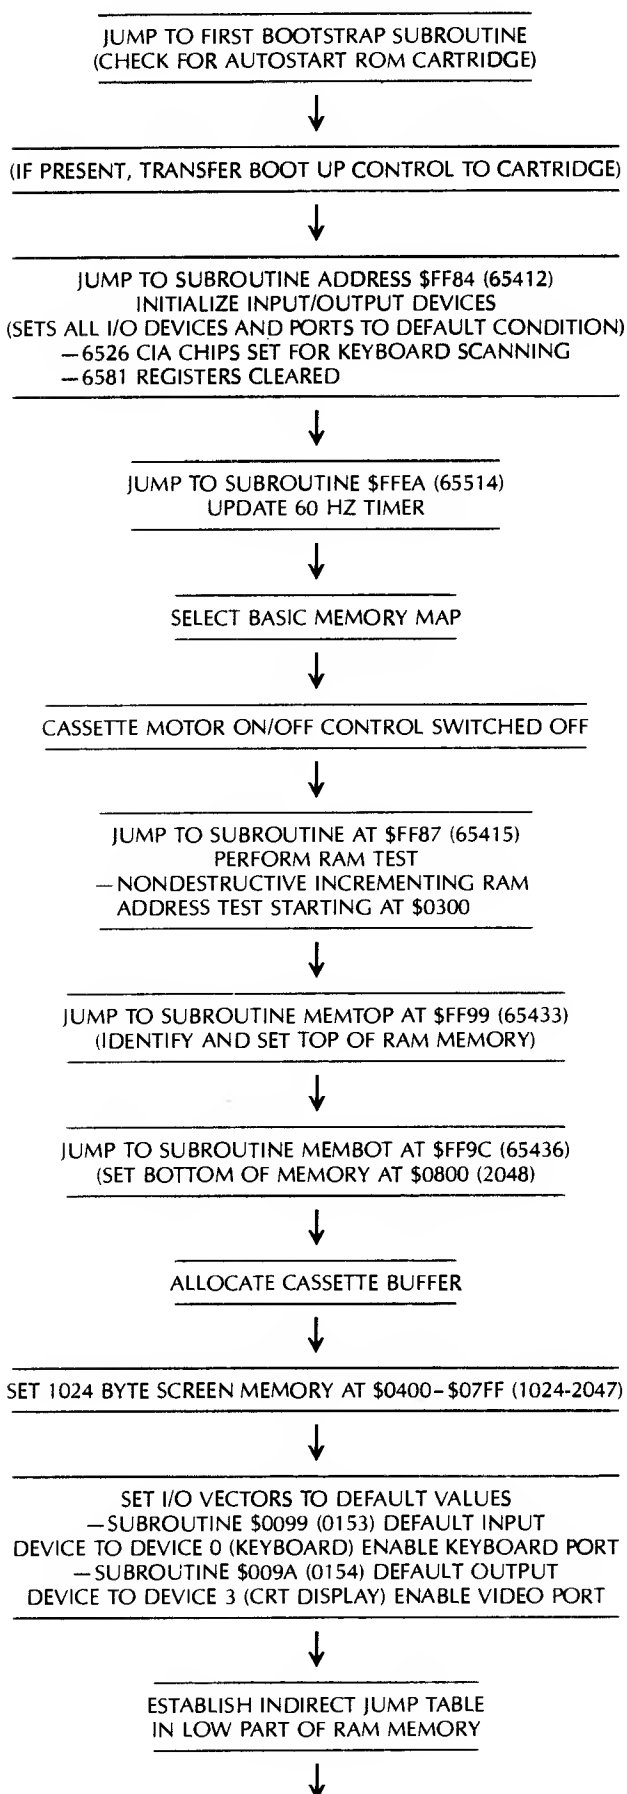 JUMP TO FIRST BOOTSTRAP SUBROUTINE
(CHECK FOR AUTOSTART ROM CARTRIDGE)
(IF PRESENT, TRANSFER BOOT UP CONTROL TO CARTRIDGE)
JUMP TO SUBROUTINE ADDRESS $FF84 (65412)
INITIALIZE INPUT/OUTPUT DEVICES
(SETS ALL I/O DEVICES AND PORTS TO DEFAULT CONDITION)
—6526 CIA CHIPS SET FOR KEYBOARD SCANNING
—6581 REGISTERS CLEARED
JUMP TO SUBROUTINE $FFEA (65514)
UPDATE 60 HZ TIMER
SELECT BASIC MEMORY MAP
CASSETTE MOTOR ON/OFF CONTROL SWITCHED OFF
JUMP TO SUBROUTINE AT $FF87 (65415)
PERFORM RAM TEST
—NONDESTRUCTIVE INCREMENTING RAM
ADDRESS TEST STARTING AT $0300
JUMP TO SUBROUTINE MEMTOP AT $FF99 (65433)
(IDENTIFY AND SET TOP OF RAM MEMORY)
JUMP TO SUBROUTINE MEMBOT AT $FF9C (65436)
(SET BOTTOM OF MEMORY AT $0800 (2048)
ALLOCATE CASSETTE BUFFER
SET 1024 BYTE SCREEN MEMORY AT $0400–$07FF (1024-2047)
SET I/O VECTORS TO DEFAULT VALUES
—SUBROUTINE $0099 (0153) DEFAULT INPUT
DEVICE TO DEVICE 0 (KEYBOARD) ENABLE KEYBOARD PORT
—SUBROUTINE $009A (0154) DEFAULT OUTPUT
DEVICE TO DEVICE 3 (CRT DISPLAY) ENABLE VIDEO PORT
ESTABLISH INDIRECT JUMP TABLE
IN LOW PART OF RAM MEMORY